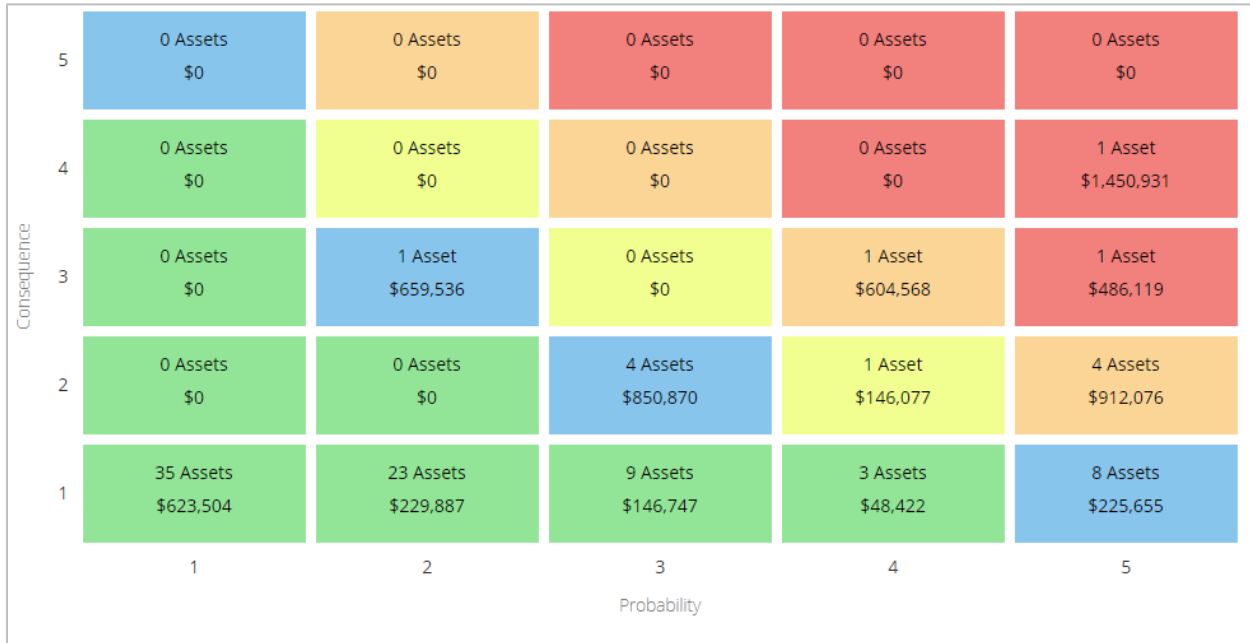 Consequence
5
0 Assets
$0
0 Assets
$0
0 Assets
$0
0 Assets
$0
0 Assets
$0
4
0 Assets
$0
0 Assets
$0
0 Assets
$0
0 Assets
$0
1 Asset
$1,450,931
3
0 Assets
$0
1 Asset
$659,536
0 Assets
$0
1 Asset
$604,568
1 Asset
$486,119
2
0 Assets
$0
0 Assets
$0
4 Assets
$850,870
1 Asset
$146,077
4 Assets
$912,076
1
35 Assets
$623,504
23 Assets
$229,887
9 Assets
$146,747
3 Assets
$48,422
8 Assets
$225,655
1
2
3
4
5
Probability